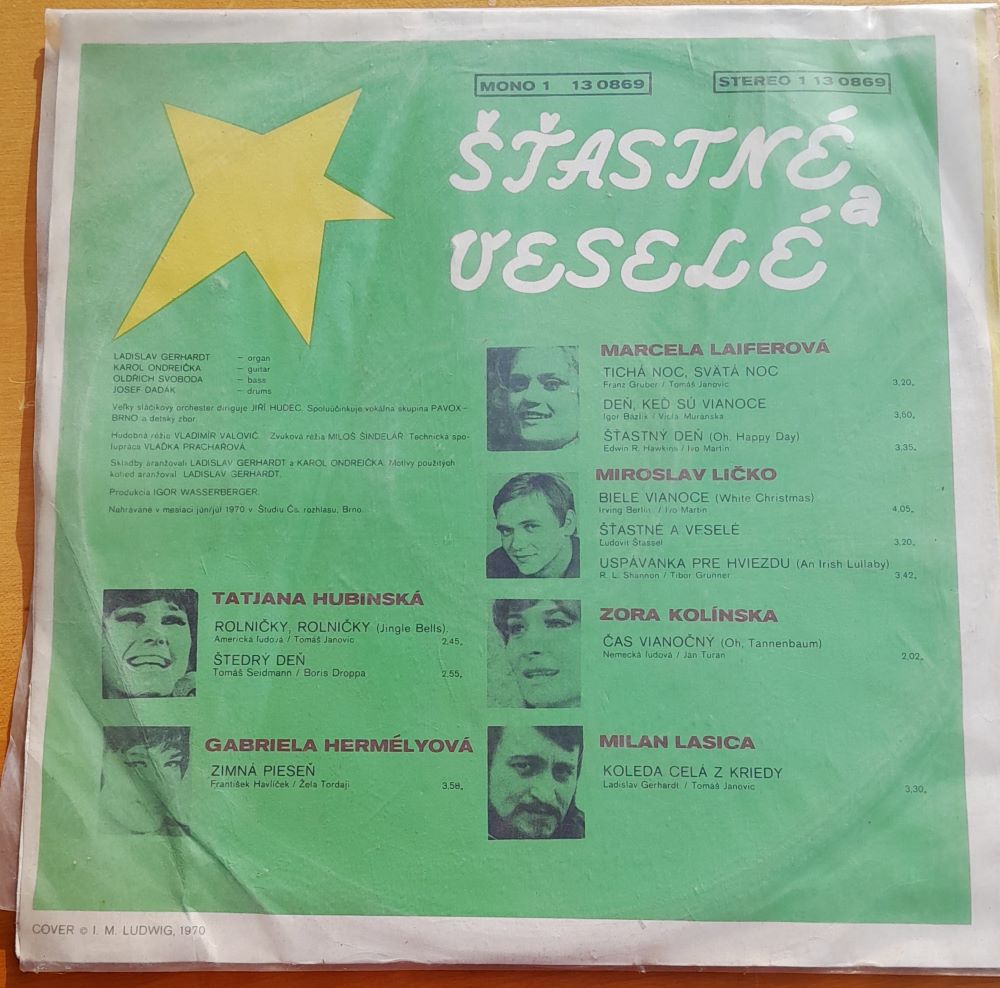 MONO 1 13 0869
STEREO 1 13 0869
ŠŤASTNÉ
a
VESELÉ
LADISLAV GERHARDT – organ
KAROL ONDREIČKA – guitar
OLDŘICH SVOBODA – bass
JOSEF DADÁK – drums
Veľký sláčikový orchester diriguje JIŘÍ HUDEC. Spoluúčinkuje vokálna skupina PAVOX–
BRNO a detský zbor.
Hudobná réžia VLADIMÍR VALOVIČ. Zvuková réžia MILOŠ ŠINDELÁŘ. Technická spo-
lupráca VLAĎKA PRACHAŘOVÁ.
Skladby aranžovali LADISLAV GERHARDT a KAROL ONDREIČKA. Motívy použitých
kolied aranžoval LADISLAV GERHARDT.
Produkcia IGOR WASSERBERGER.
Nahrávané v mesiaci jún/júl 1970 v Štúdiu Čs. rozhlasu, Brno.
TATJANA HUBINSKÁ
ROLNIČKY, ROLNIČKY (Jingle Bells).
Americká ľudová / Tomáš Janovic 2,45,
ŠTEDRÝ DEŇ
Tomáš Seidmann / Boris Droppa 2,55,
GABRIELA HERMÉLYOVÁ
ZIMNÁ PIESEŇ
František Havlíček / Žela Tordaji 3,58,
MARCELA LAIFEROVÁ
TICHÁ NOC, SVÄTÁ NOC
Franz Gruber / Tomáš Janovic 3,20,
DEŇ, KEĎ SÚ VIANOCE
Igor Bázlik / Viola Muránska 3,50,
ŠŤASTNÝ DEŇ (Oh, Happy Day)
Edwin R. Hawkins / Ivo Martin 3,35.
MIROSLAV LIČKO
BIELE VIANOCE (White Christmas)
Irving Berlin / Ivo Martin 4,05,
ŠŤASTNÉ A VESELÉ
Ľudovít Štassel 3,20,
USPÁVANKA PRE HVIEZDU (An Irish Lullaby)
R. L. Shannon / Tibor Grünner 3,42,
ZORA KOLÍNSKA
ČAS VIANOČNÝ (Oh, Tannenbaum)
Nemecká ľudová / Ján Turan 2,02,
MILAN LASICA
KOLEDA CELÁ Z KRIEDY
Ladislav Gerhardt / Tomáš Janovic 3,30,
COVER © I. M. LUDWIG, 1970